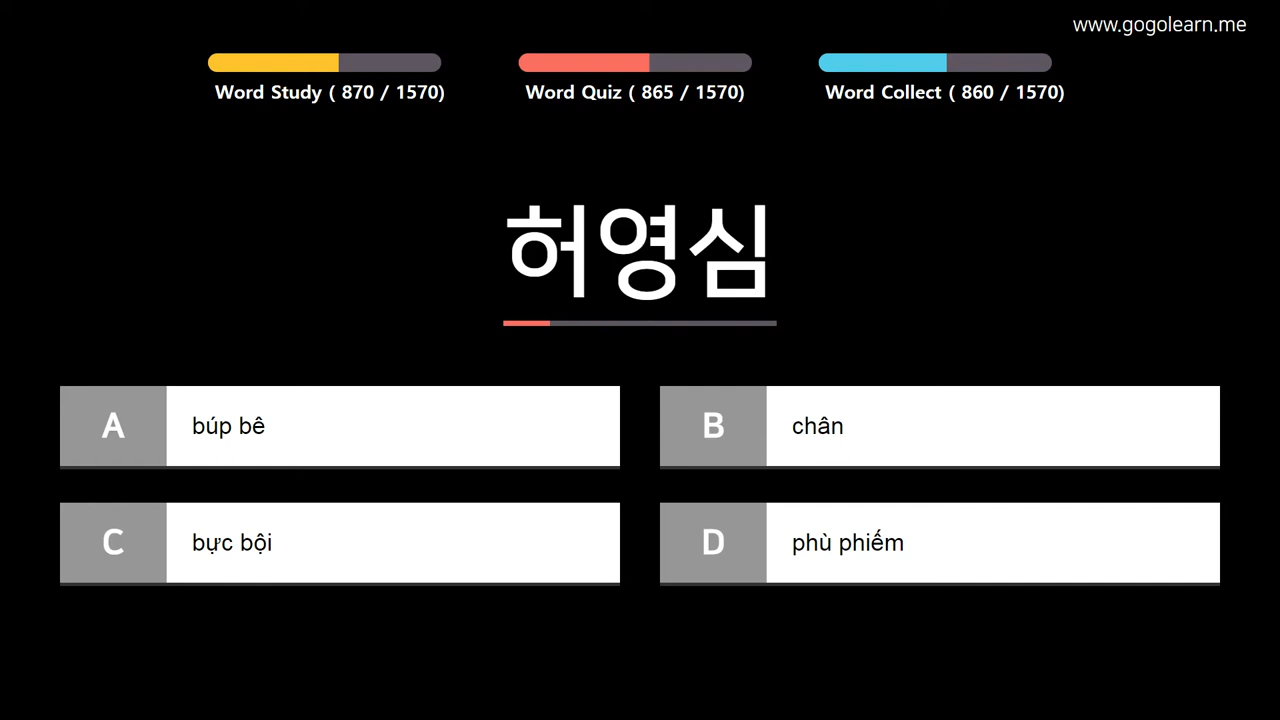 www.gogolearn.me
Word Study ( 870 / 1570)
Word Quiz ( 865 / 1570)
Word Collect ( 860 / 1570)
허영심
A búp bê
B chân
C bực bội
D phù phiếm